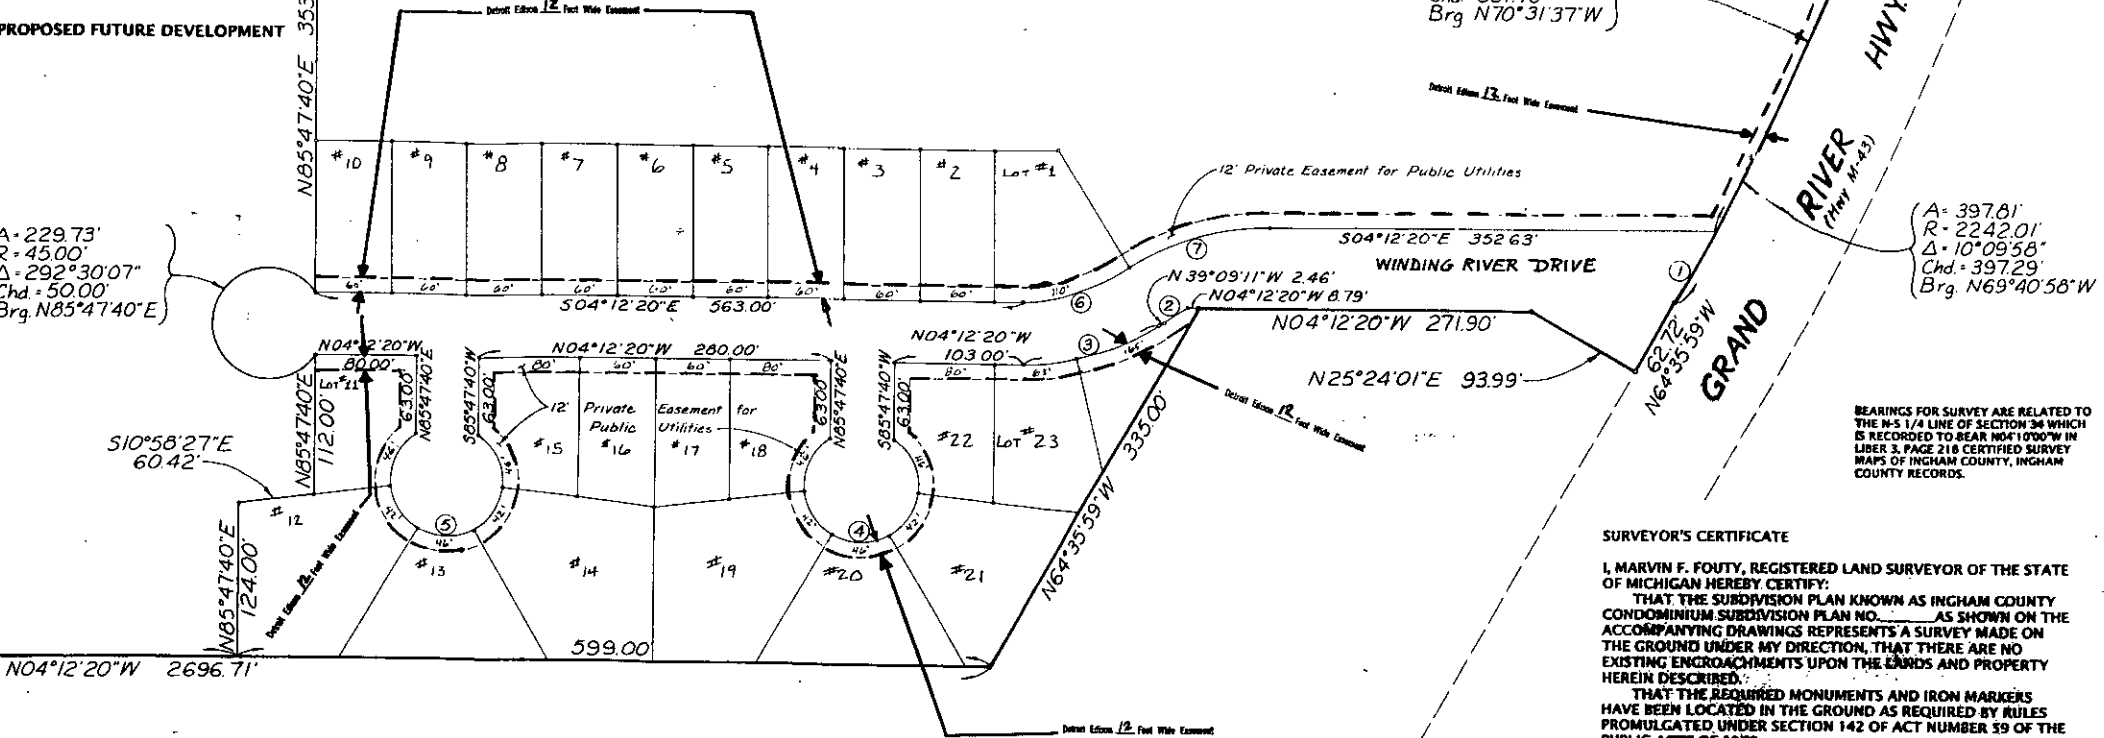 Detroit Edison 12 Foot Wide Easement
PROPOSED FUTURE DEVELOPMENT
N85°47'40"E 353
Brg N70°31'37"W
HWY.
Detroit Edison 12 Foot Wide Easement
RIVER
(Hwy M-43)
GRAND
#10 #9 #8 #7 #6 #5 #4 #3 #2 Lot #1
12' Private Easement for Public Utilities
A=229.73'
R=45.00'
Δ=292°30'07"
Chd.=50.00'
Brg. N85°47'40"E
A=397.81'
R=2242.01'
Δ=10°09'58"
Chd.=397.29'
Brg. N69°40'58"W
S04°12'20"E 352.63'
WINDING RIVER DRIVE
7
1
N39°09'11"W 2.46'
N04°12'20"W 8.79'
60' 60' 60' 60' 60' 60' 60' 60' 60' 110'
S04°12'20"E 563.00'
6
2
N04°12'20"W 271.90'
62.72'
N64°35'59"W
N04°12'20"W
80.00'
N04°12'20"W 280.00'
N04°12'20"W
103.00'
3
80' 60' 60' 80'
80' 63' 65'
N25°24'01"E 93.99'
Lot #11
N85°47'40"E
112.00'
63.00'
N85°47'40"E
S85°47'40"W
63.00'
63.00'
N85°47'40"E
S85°47'40"W
63.00'
12' Private Easement for
Public Utilities
Detroit Edison 12 Foot Wide Easement
#15 #16 #17 #18
#22 Lot #23
335.00'
N64°35'59"W
S10°58'27"E
60.42'
BEARINGS FOR SURVEY ARE RELATED TO
THE N-S 1/4 LINE OF SECTION 34 WHICH
IS RECORDED TO BEAR N04°10'00"W IN
LIBER 3, PAGE 218 CERTIFIED SURVEY
MAPS OF INGHAM COUNTY, INGHAM
COUNTY RECORDS.
46' 42' 46' 42' 46'
5
46' 42' 46' 42' 46'
4
#12
N85°47'40"E
124.00'
Detroit Edison 12 Foot Wide Easement
#13 #14 #19 #20 #21
599.00'
N04°12'20"W 2696.71'
Detroit Edison 12 Foot Wide Easement
SURVEYOR'S CERTIFICATE
I, MARVIN F. FOUTY, REGISTERED LAND SURVEYOR OF THE STATE
OF MICHIGAN HEREBY CERTIFY:
THAT THE SUBDIVISION PLAN KNOWN AS INGHAM COUNTY
CONDOMINIUM SUBDIVISION PLAN NO. AS SHOWN ON THE
ACCOMPANYING DRAWINGS REPRESENTS A SURVEY MADE ON
THE GROUND UNDER MY DIRECTION, THAT THERE ARE NO
EXISTING ENCROACHMENTS UPON THE LANDS AND PROPERTY
HEREIN DESCRIBED.
THAT THE REQUIRED MONUMENTS AND IRON MARKERS
HAVE BEEN LOCATED IN THE GROUND AS REQUIRED BY RULES
PROMULGATED UNDER SECTION 142 OF ACT NUMBER 59 OF THE